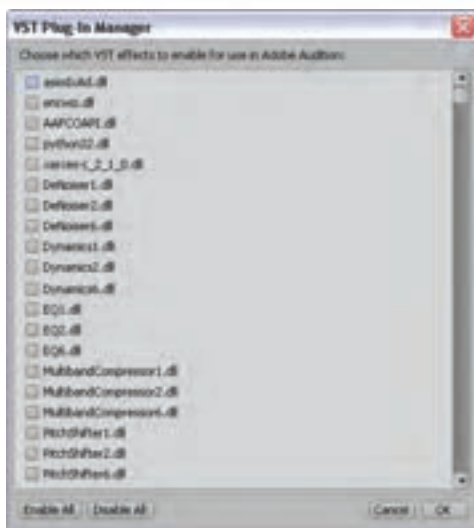 VST Plug-In Manager
Choose which VST effects to enable for use in Adobe Audition:
AAFCOAPI.dll
python22.dll
DeNoiser1.dll
DeNoiser2.dll
DeNoiser6.dll
Dynamics1.dll
Dynamics2.dll
Dynamics6.dll
EQ1.dll
EQ2.dll
EQ6.dll
MultibandCompressor1.dll
MultibandCompressor2.dll
MultibandCompressor6.dll
PitchShifter1.dll
PitchShifter2.dll
PitchShifter6.dll
Enable All Disable All Cancel OK